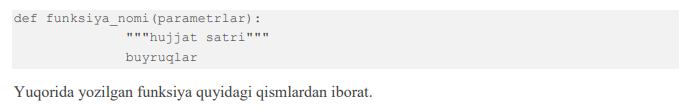 def funksiya_nomi(parametrlar):
"""hujjat satri"""
buyruqlar
Yuqorida yozilgan funksiya quyidagi qismlardan iborat.